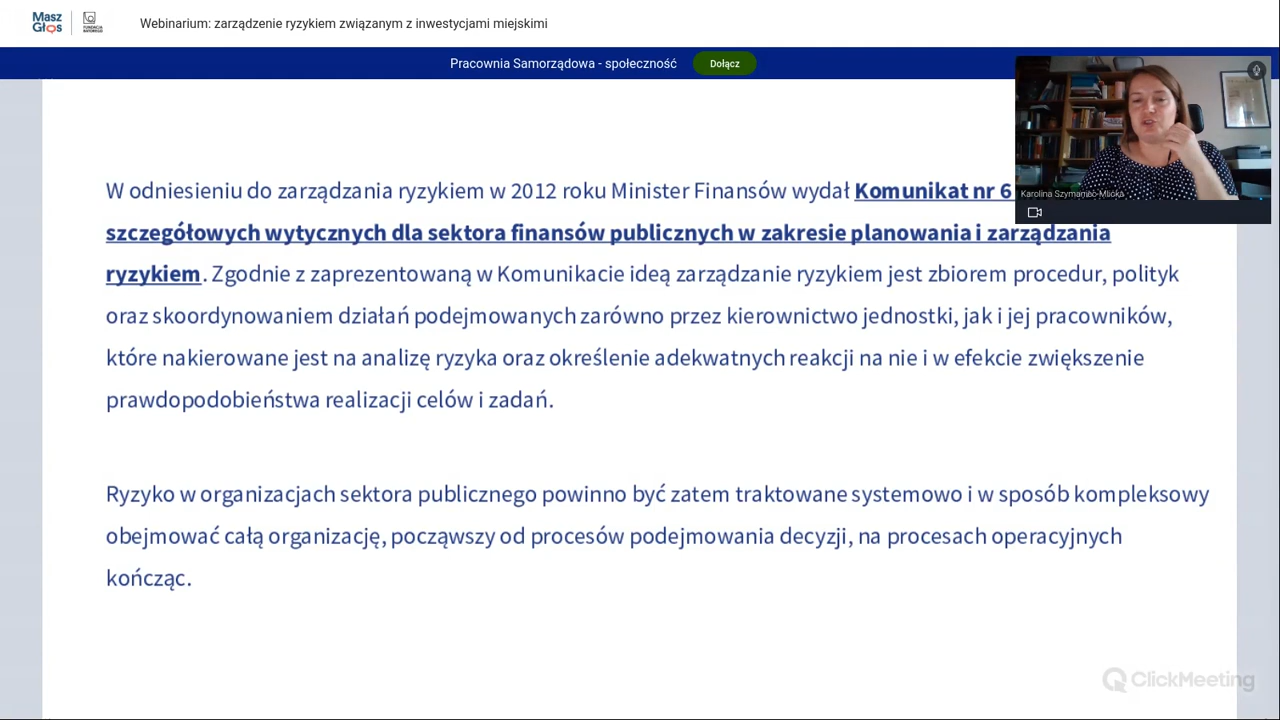 Masz
Głos
FUNDACJA
BATOREGO
Webinarium: zarządzenie ryzykiem związanym z inwestycjami miejskimi
Pracownia Samorządowa - społeczność
Dołącz
Karolina Szymaniec-Mlicka
W odniesieniu do zarządzania ryzykiem w 2012 roku Minister Finansów wydał Komunikat nr 6
szczegółowych wytycznych dla sektora finansów publicznych w zakresie planowania i zarządzania
ryzykiem. Zgodnie z zaprezentowaną w Komunikacie ideą zarządzanie ryzykiem jest zbiorem procedur, polityk
oraz skoordynowaniem działań podejmowanych zarówno przez kierownictwo jednostki, jak i jej pracowników,
które nakierowane jest na analizę ryzyka oraz określenie adekwatnych reakcji na nie i w efekcie zwiększenie
prawdopodobieństwa realizacji celów i zadań.
Ryzyko w organizacjach sektora publicznego powinno być zatem traktowane systemowo i w sposób kompleksowy
obejmować całą organizację, począwszy od procesów podejmowania decyzji, na procesach operacyjnych
kończąc.
ClickMeeting